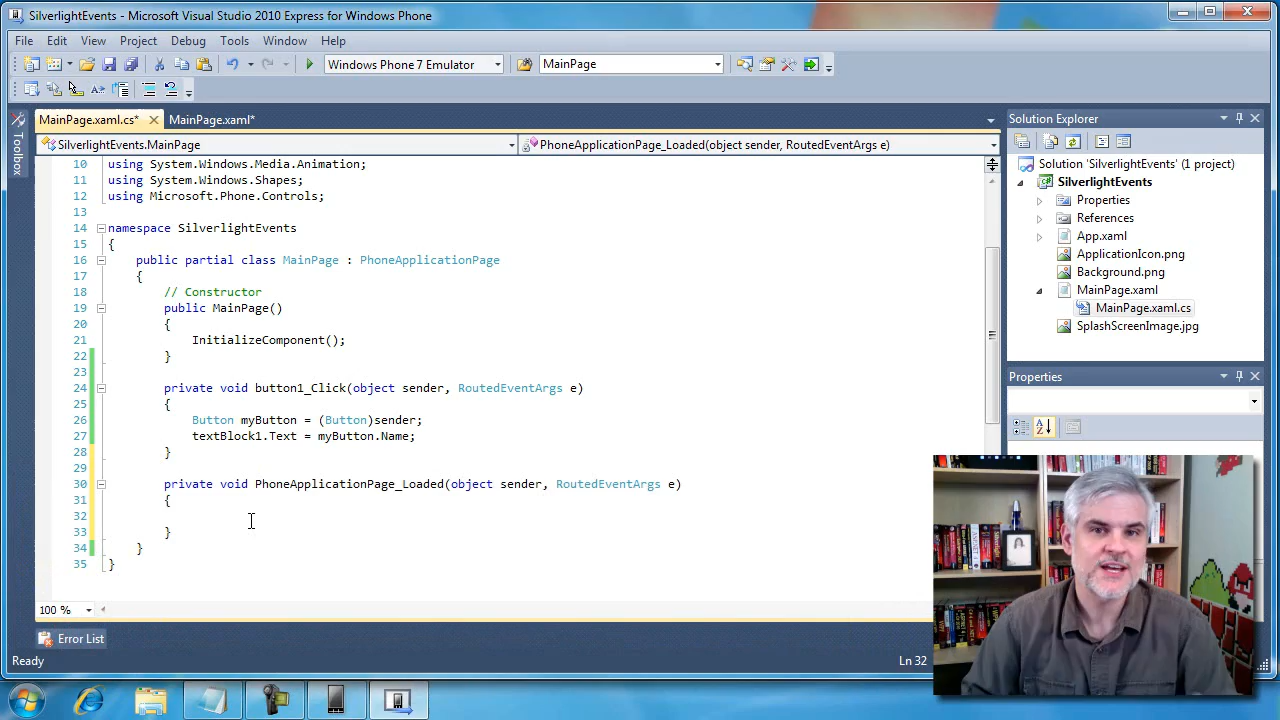 SilverlightEvents - Microsoft Visual Studio 2010 Express for Windows Phone
File Edit View Project Debug Tools Window Help
Windows Phone 7 Emulator MainPage
MainPage.xaml.cs* MainPage.xaml*
Toolbox
SilverlightEvents.MainPage PhoneApplicationPage_Loaded(object sender, RoutedEventArgs e)
10 using System.Windows.Media.Animation;
11 using System.Windows.Shapes;
12 using Microsoft.Phone.Controls;
13
14 namespace SilverlightEvents
15 {
16 public partial class MainPage : PhoneApplicationPage
17 {
18 // Constructor
19 public MainPage()
20 {
21 InitializeComponent();
22 }
23
24 private void button1_Click(object sender, RoutedEventArgs e)
25 {
26 Button myButton = (Button)sender;
27 textBlock1.Text = myButton.Name;
28 }
29
30 private void PhoneApplicationPage_Loaded(object sender, RoutedEventArgs e)
31 {
32
33 }
34 }
35 }
100 %
Error List
Ready Ln 32
Solution Explorer
Solution 'SilverlightEvents' (1 project)
SilverlightEvents
Properties
References
App.xaml
ApplicationIcon.png
Background.png
MainPage.xaml
MainPage.xaml.cs
SplashScreenImage.jpg
Properties